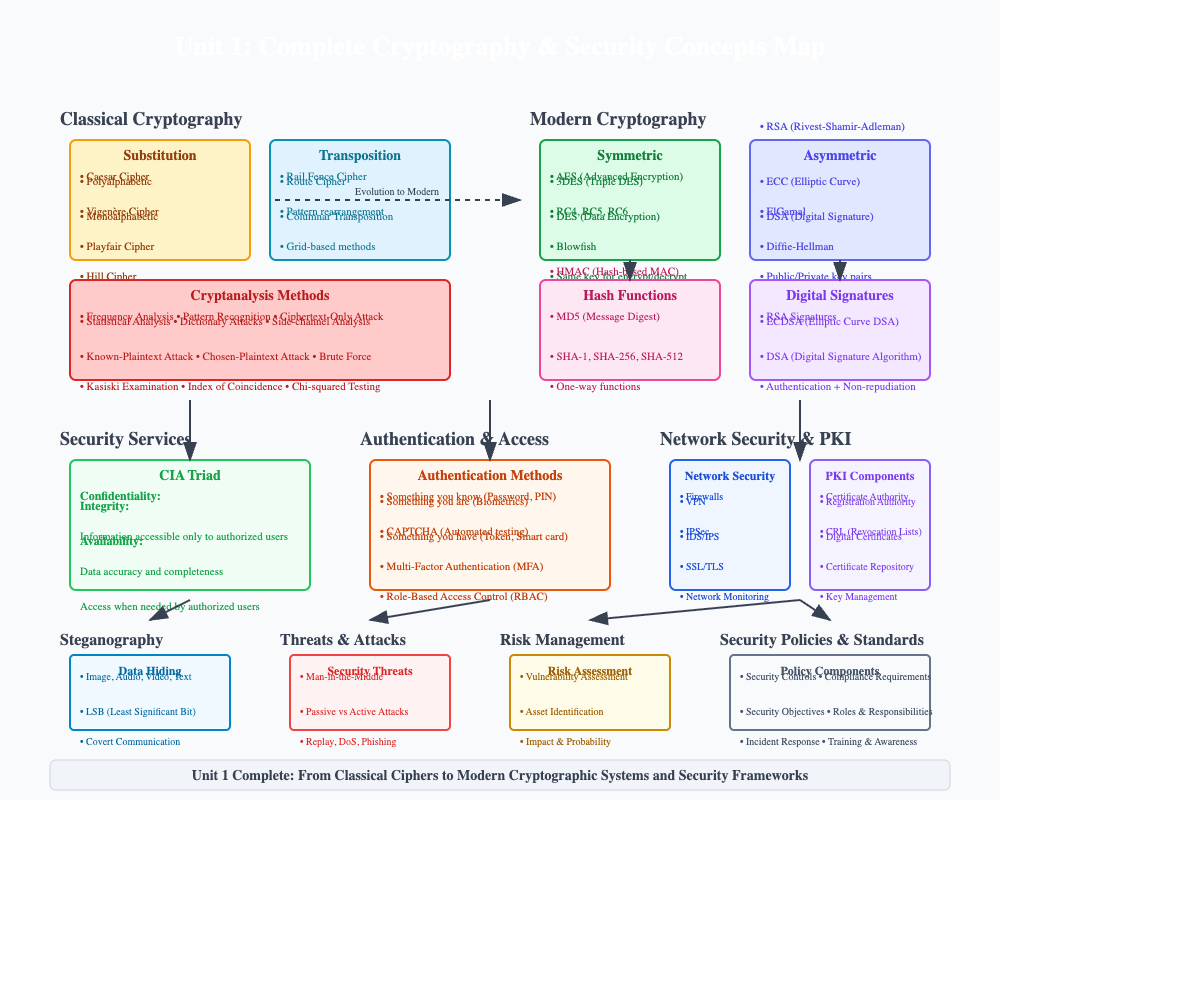 Unit 1: Complete Cryptography & Security Concepts Map
Classical Cryptography
Substitution
• Caesar Cipher
• Polyalphabetic
• Vigenère Cipher
• Monoalphabetic
• Playfair Cipher
• Hill Cipher
Transposition
• Rail Fence Cipher
• Route Cipher
• Pattern rearrangement
• Columnar Transposition
• Grid-based methods
Evolution to Modern
Modern Cryptography
Symmetric
• AES (Advanced Encryption)
• 3DES (Triple DES)
• RC4, RC5, RC6
• DES (Data Encryption)
• Blowfish
• Same key for encrypt/decrypt
• RSA (Rivest-Shamir-Adleman)
Asymmetric
• ECC (Elliptic Curve)
• ElGamal
• DSA (Digital Signature)
• Diffie-Hellman
• Public/Private key pairs
Cryptanalysis Methods
• Frequency Analysis • Pattern Recognition • Ciphertext-Only Attack
• Statistical Analysis • Dictionary Attacks • Side-channel Analysis
• Known-Plaintext Attack • Chosen-Plaintext Attack • Brute Force
• Kasiski Examination • Index of Coincidence • Chi-squared Testing
• HMAC (Hash-based MAC)
Hash Functions
• MD5 (Message Digest)
• SHA-1, SHA-256, SHA-512
• One-way functions
Digital Signatures
• RSA Signatures
• ECDSA (Elliptic Curve DSA)
• DSA (Digital Signature Algorithm)
• Authentication + Non-repudiation
Security Services
CIA Triad
Confidentiality:
Integrity:
Information accessible only to authorized users
Availability:
Data accuracy and completeness
Access when needed by authorized users
Authentication & Access
Authentication Methods
• Something you know (Password, PIN)
• Something you are (Biometrics)
• CAPTCHA (Automated testing)
• Something you have (Token, Smart card)
• Multi-Factor Authentication (MFA)
• Role-Based Access Control (RBAC)
Network Security & PKI
Network Security
• Firewalls
• VPN
• IPSec
• IDS/IPS
• SSL/TLS
• Network Monitoring
PKI Components
• Certificate Authority
• Registration Authority
• CRL (Revocation Lists)
• Digital Certificates
• Certificate Repository
• Key Management
Steganography
Data Hiding
• Image, Audio, Video, Text
• LSB (Least Significant Bit)
• Covert Communication
Threats & Attacks
Security Threats
• Man-in-the-Middle
• Passive vs Active Attacks
• Replay, DoS, Phishing
Risk Management
Risk Assessment
• Vulnerability Assessment
• Asset Identification
• Impact & Probability
Security Policies & Standards
Policy Components
• Security Controls • Compliance Requirements
• Security Objectives • Roles & Responsibilities
• Incident Response • Training & Awareness
Unit 1 Complete: From Classical Ciphers to Modern Cryptographic Systems and Security Frameworks